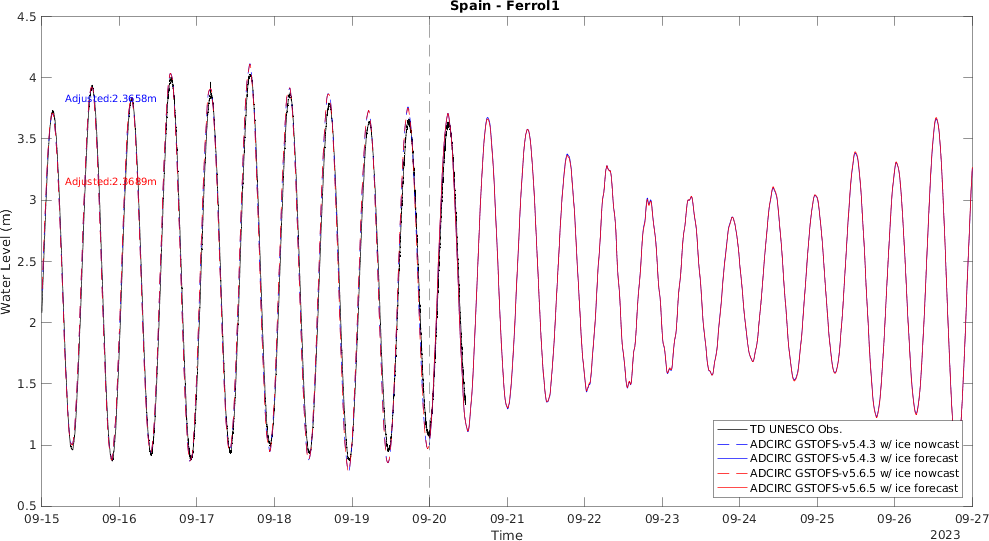 Spain - Ferrol1
4.5
4
3.5
3
2.5
2
1.5
1
0.5
Water Level (m)
Adjusted:2.3658m
Adjusted:2.3689m
TD UNESCO Obs.
ADCIRC GSTOFS-v5.4.3 w/ ice nowcast
ADCIRC GSTOFS-v5.4.3 w/ ice forecast
ADCIRC GSTOFS-v5.6.5 w/ ice nowcast
ADCIRC GSTOFS-v5.6.5 w/ ice forecast
09-15 09-16 09-17 09-18 09-19 09-20 09-21 09-22 09-23 09-24 09-25 09-26 09-27
Time
2023